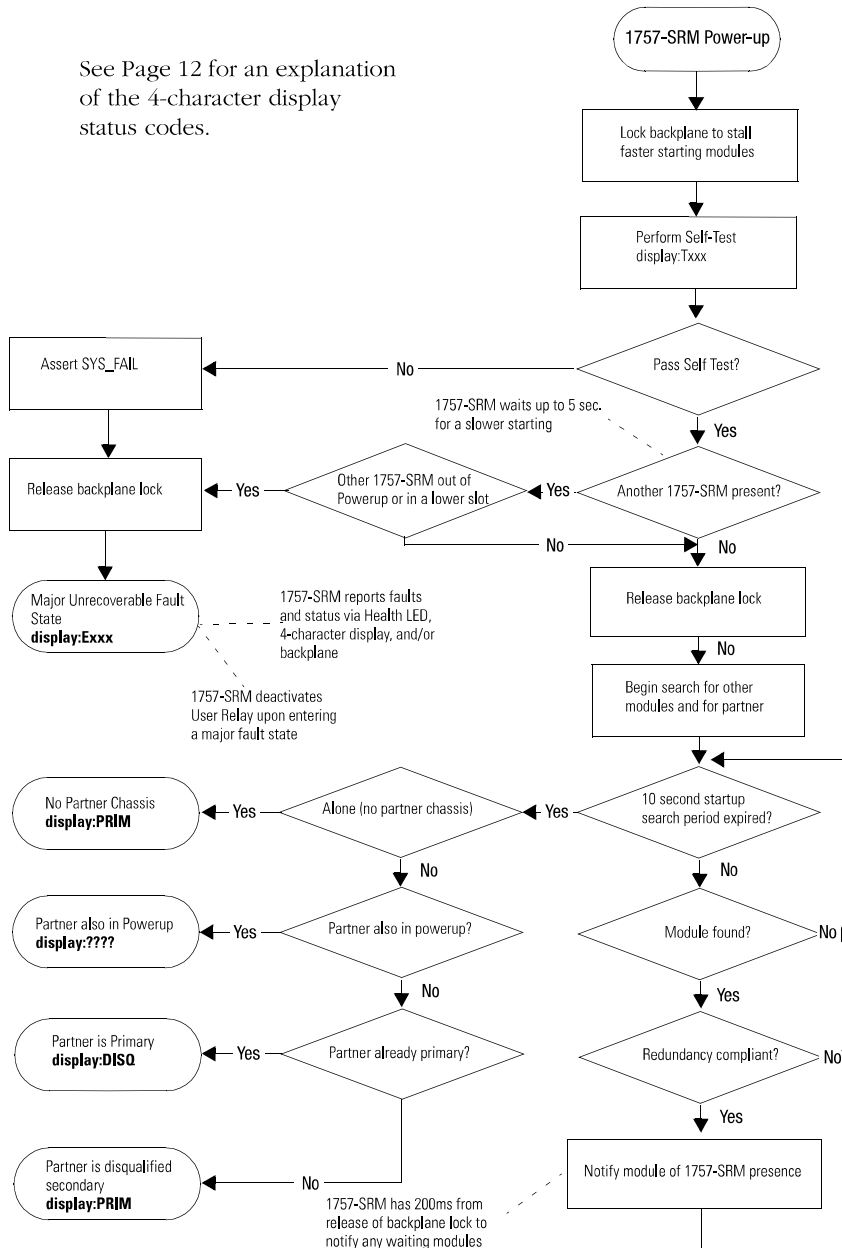 See Page 12 for an explanation
of the 4-character display
status codes.
1757-SRM Power-up
Lock backplane to stall
faster starting modules
Perform Self-Test
display:Txxx
Assert SYS_FAIL
No
Pass Self Test?
1757-SRM waits up to 5 sec.
for a slower starting
Yes
Release backplane lock
Yes
Other 1757-SRM out of
Powerup or in a lower slot
Yes
Another 1757-SRM present?
No
No
Major Unrecoverable Fault
State
display:Exxx
1757-SRM reports faults
and status via Health LED,
4-character display, and/or
backplane
Release backplane lock
No
1757-SRM deactivates
User Relay upon entering
a major fault state
Begin search for other
modules and for partner
No Partner Chassis
display:PRIM
Yes
Alone (no partner chassis)
Yes
10 second startup
search period expired?
No
No
Partner also in Powerup
display:????
Yes
Partner also in powerup?
Module found?
No
No
Yes
Partner is Primary
display:DISQ
Yes
Partner already primary?
Redundancy compliant?
No
Yes
Partner is disqualified
secondary
display:PRIM
No
Notify module of 1757-SRM presence
1757-SRM has 200ms from
release of backplane lock to
notify any waiting modules